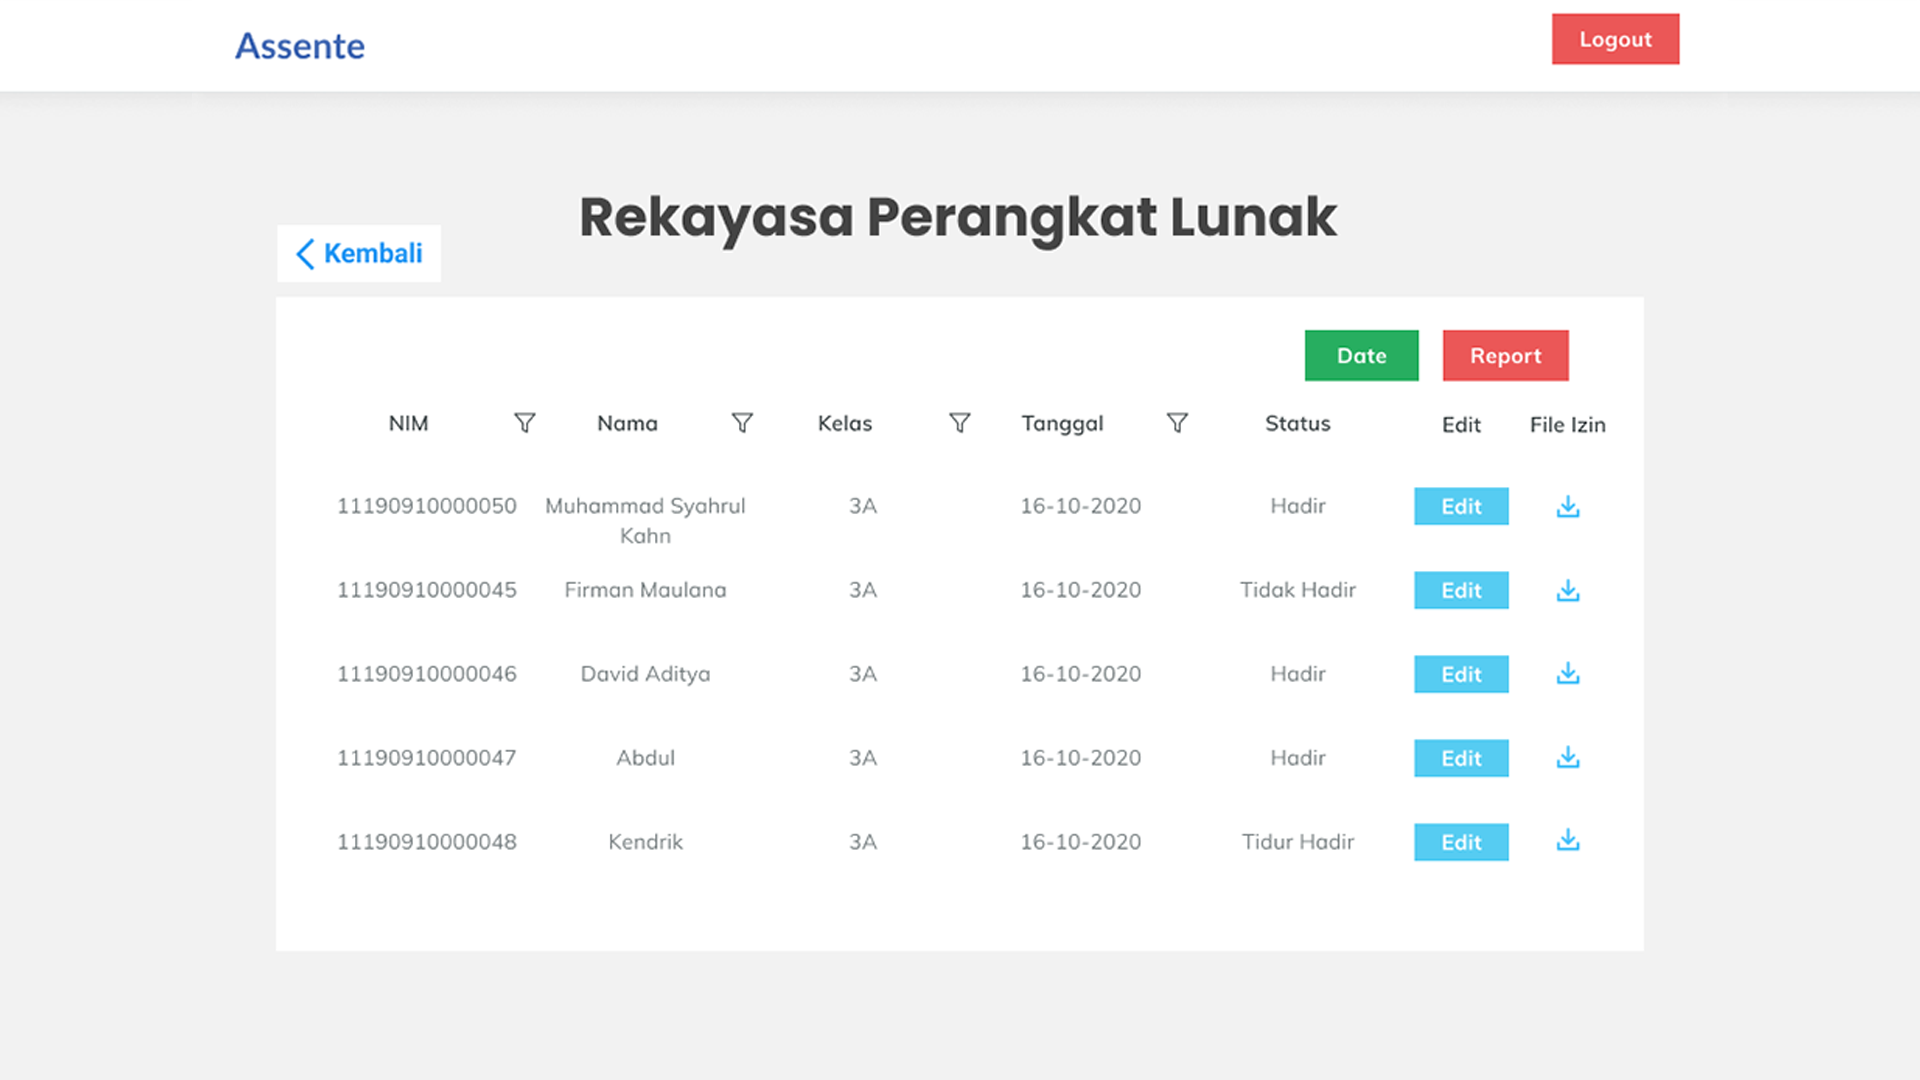 Assente
Logout
Rekayasa Perangkat Lunak
Kembali
Date Report
NIM Nama Kelas Tanggal Status Edit File Izin
11190910000050 Muhammad Syahrul 3A 16-10-2020 Hadir Edit
Kahn
11190910000045 Firman Maulana 3A 16-10-2020 Tidak Hadir Edit
11190910000046 David Aditya 3A 16-10-2020 Hadir Edit
11190910000047 Abdul 3A 16-10-2020 Hadir Edit
11190910000048 Kendrik 3A 16-10-2020 Tidur Hadir Edit